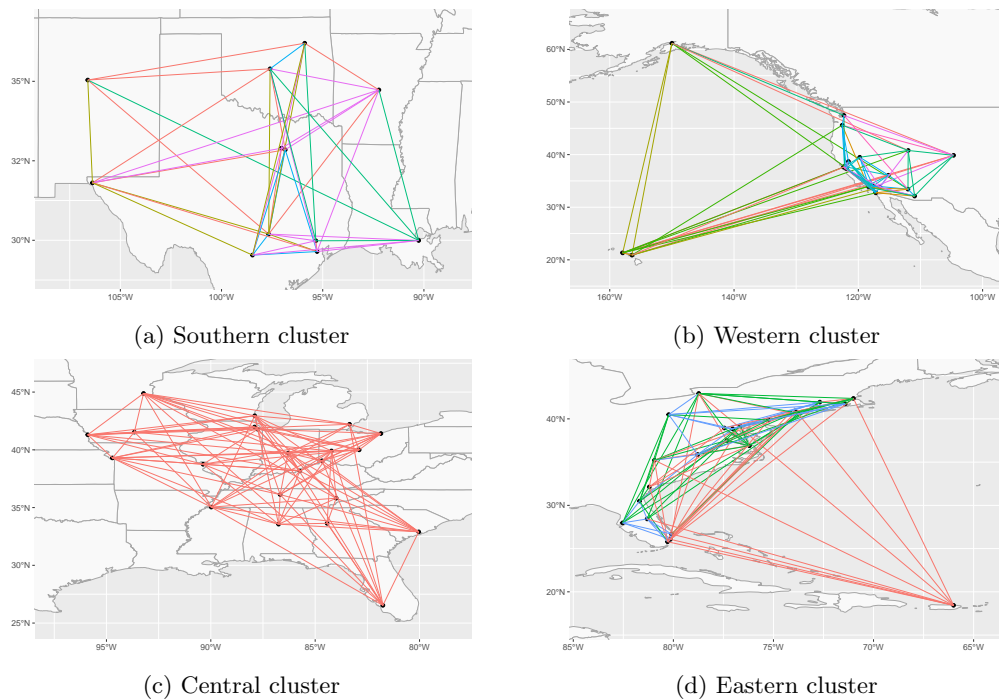 35°N
32°N
30°N
105°W
100°W
95°W
90°W
(a) Southern cluster
60°N
50°N
40°N
30°N
20°N
160°W
140°W
120°W
100°W
(b) Western cluster
45°N
40°N
35°N
30°N
25°N
95°W
90°W
85°W
80°W
(c) Central cluster
40°N
30°N
20°N
85°W
80°W
75°W
70°W
65°W
(d) Eastern cluster